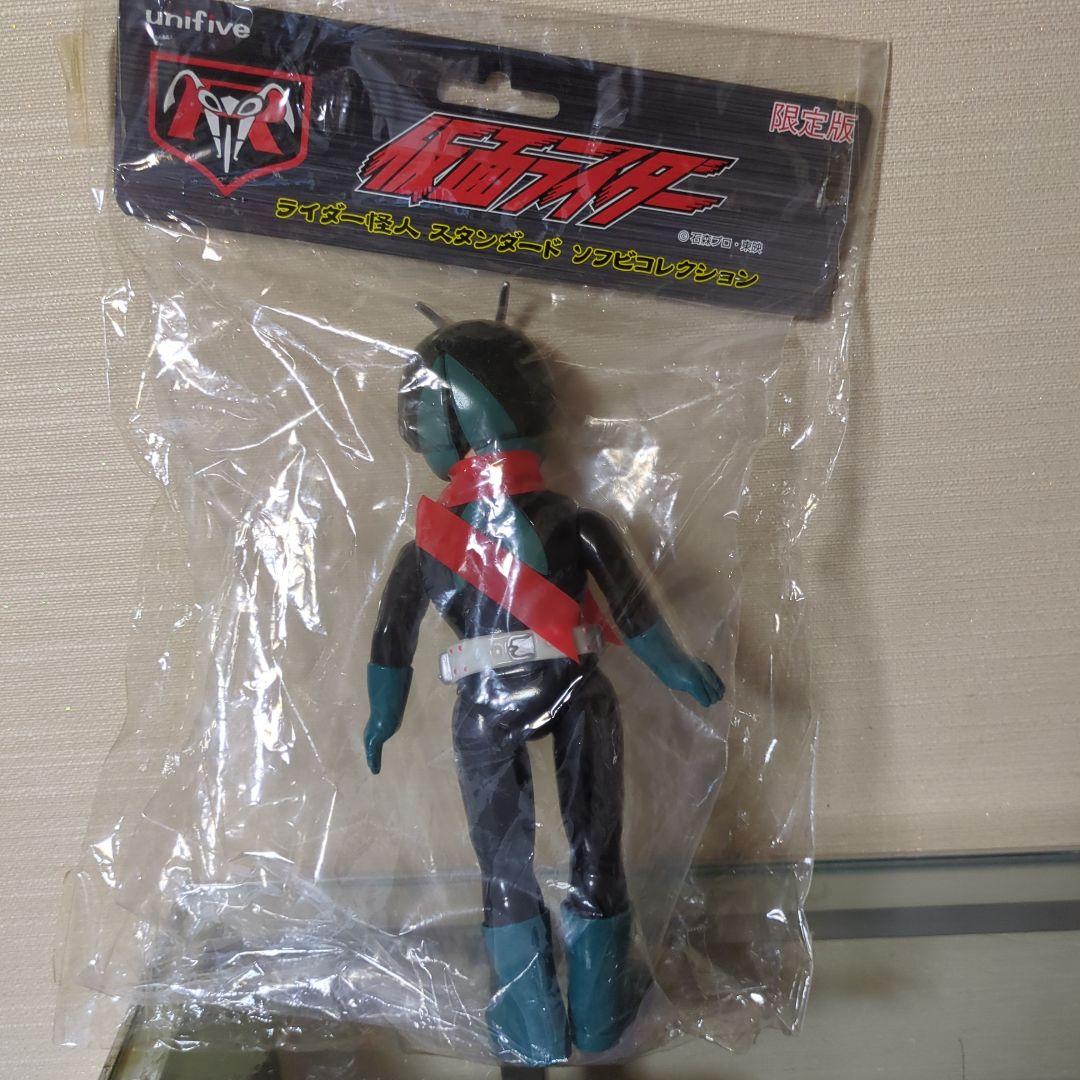 unifive
限定版
仮面ライダー
ライダー怪人 スタンダード ソフビコレクション
©石森プロ・東映